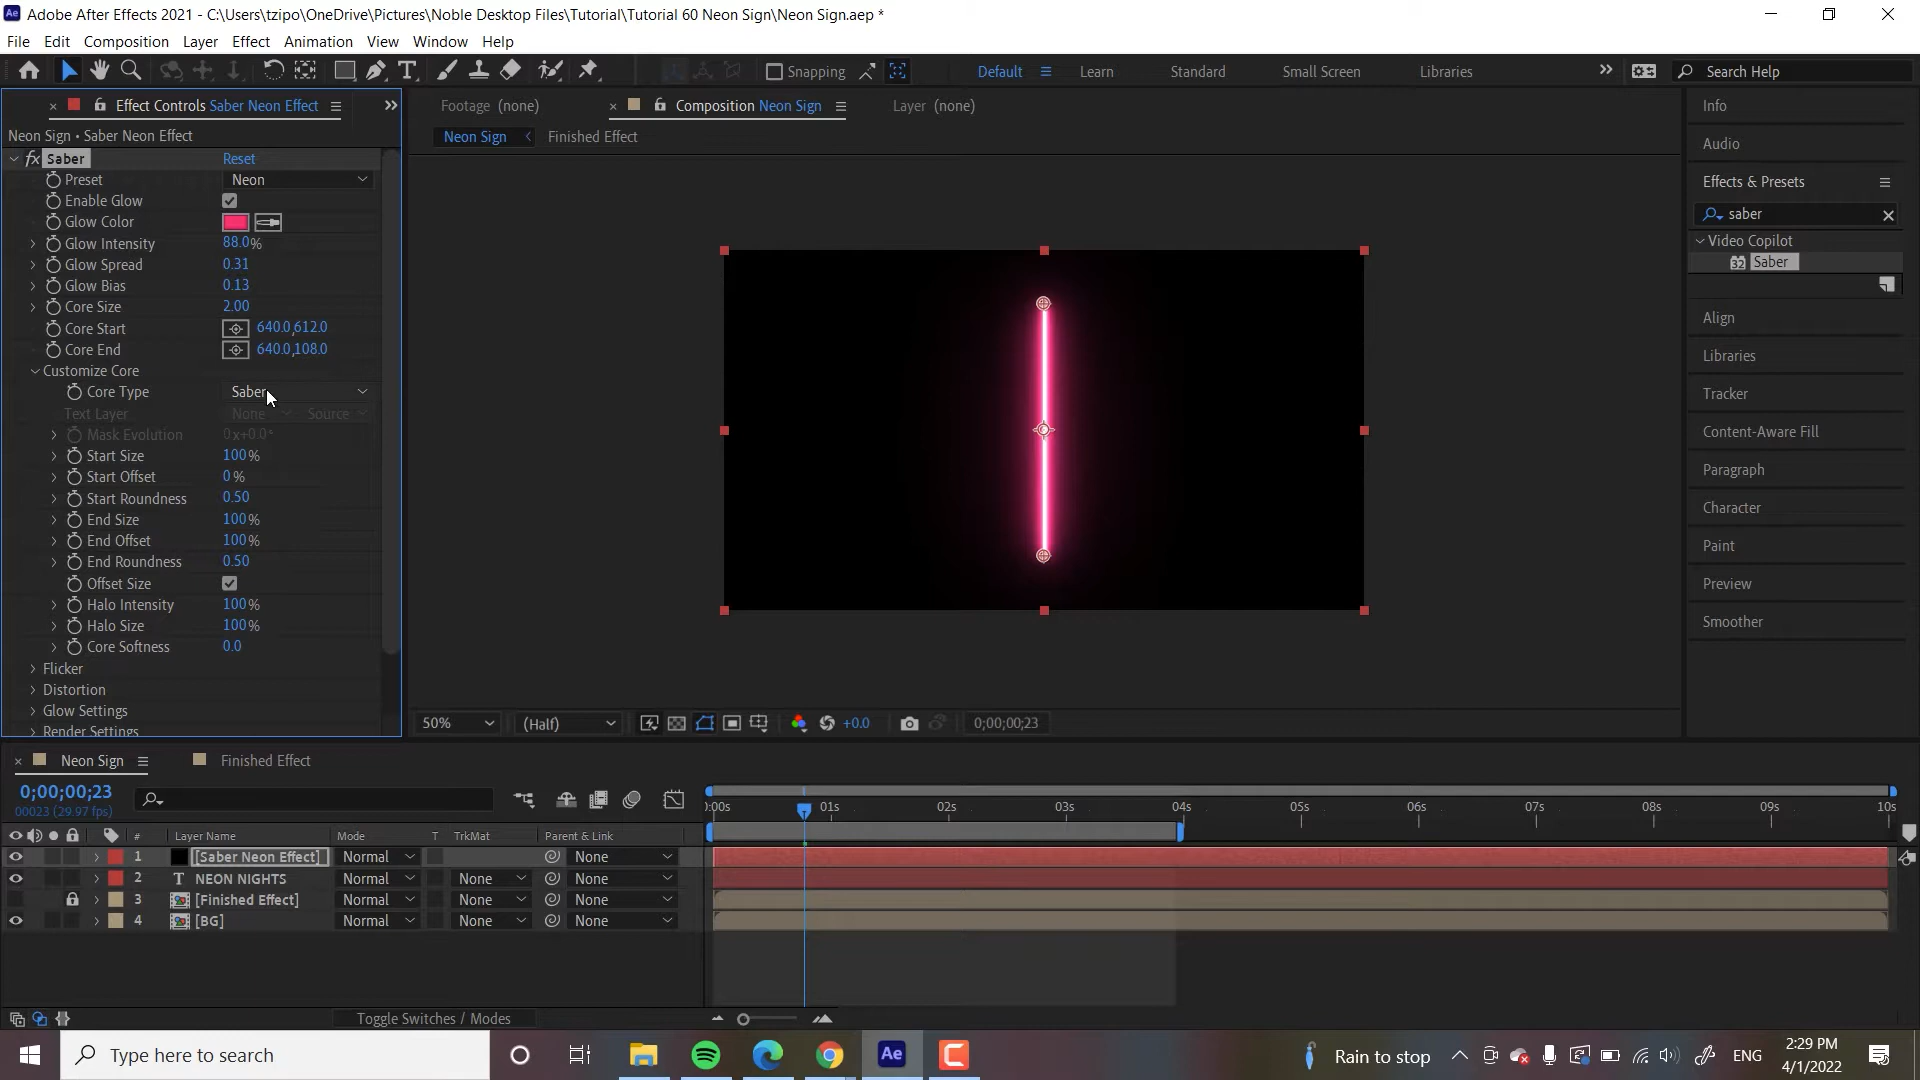 Adobe After Effects 2021 - C:\Users\tzipo\OneDrive\Pictures\Noble Desktop Files\Tutorial\Tutorial 60 Neon Sign\Neon Sign.aep *
File Edit Composition Layer Effect Animation View Window Help
Snapping Default Learn Standard Small Screen Libraries Search Help
Effect Controls Saber Neon Effect Footage (none) Composition Neon Sign Layer (none) Info
Neon Sign • Saber Neon Effect Neon Sign Finished Effect
Audio
fx Saber Reset
Preset Neon
Enable Glow
Glow Color
Glow Intensity 88.0%
Glow Spread 0.31
Glow Bias 0.13
Core Size 2.00
Core Start 640.0,612.0
Core End 640.0,108.0
Customize Core
Core Type Saber
Text Layer None Source
Mask Evolution 0x+0.0°
Start Size 100%
Start Offset 0%
Start Roundness 0.50
End Size 100%
End Offset 100%
End Roundness 0.50
Offset Size
Halo Intensity 100%
Halo Size 100%
Core Softness 0.0
Flicker
Distortion
Glow Settings
Render Settings
Effects & Presets
saber
Video Copilot
32 Saber
Align
Libraries
Tracker
Content-Aware Fill
Paragraph
Character
Paint
Preview
Smoother
50% (Half) +0.0 0;00;00;23
Neon Sign Finished Effect
0;00;00;23
00023 (29.97 fps)
:00s 01s 02s 03s 04s 05s 06s 07s 08s 09s 10s
# Layer Name Mode T TrkMat Parent & Link
1 [Saber Neon Effect] Normal None
2 T NEON NIGHTS Normal None None
3 [Finished Effect] Normal None None
4 [BG] Normal None None
Toggle Switches / Modes
Type here to search Ae Rain to stop ENG 2:29 PM
4/1/2022